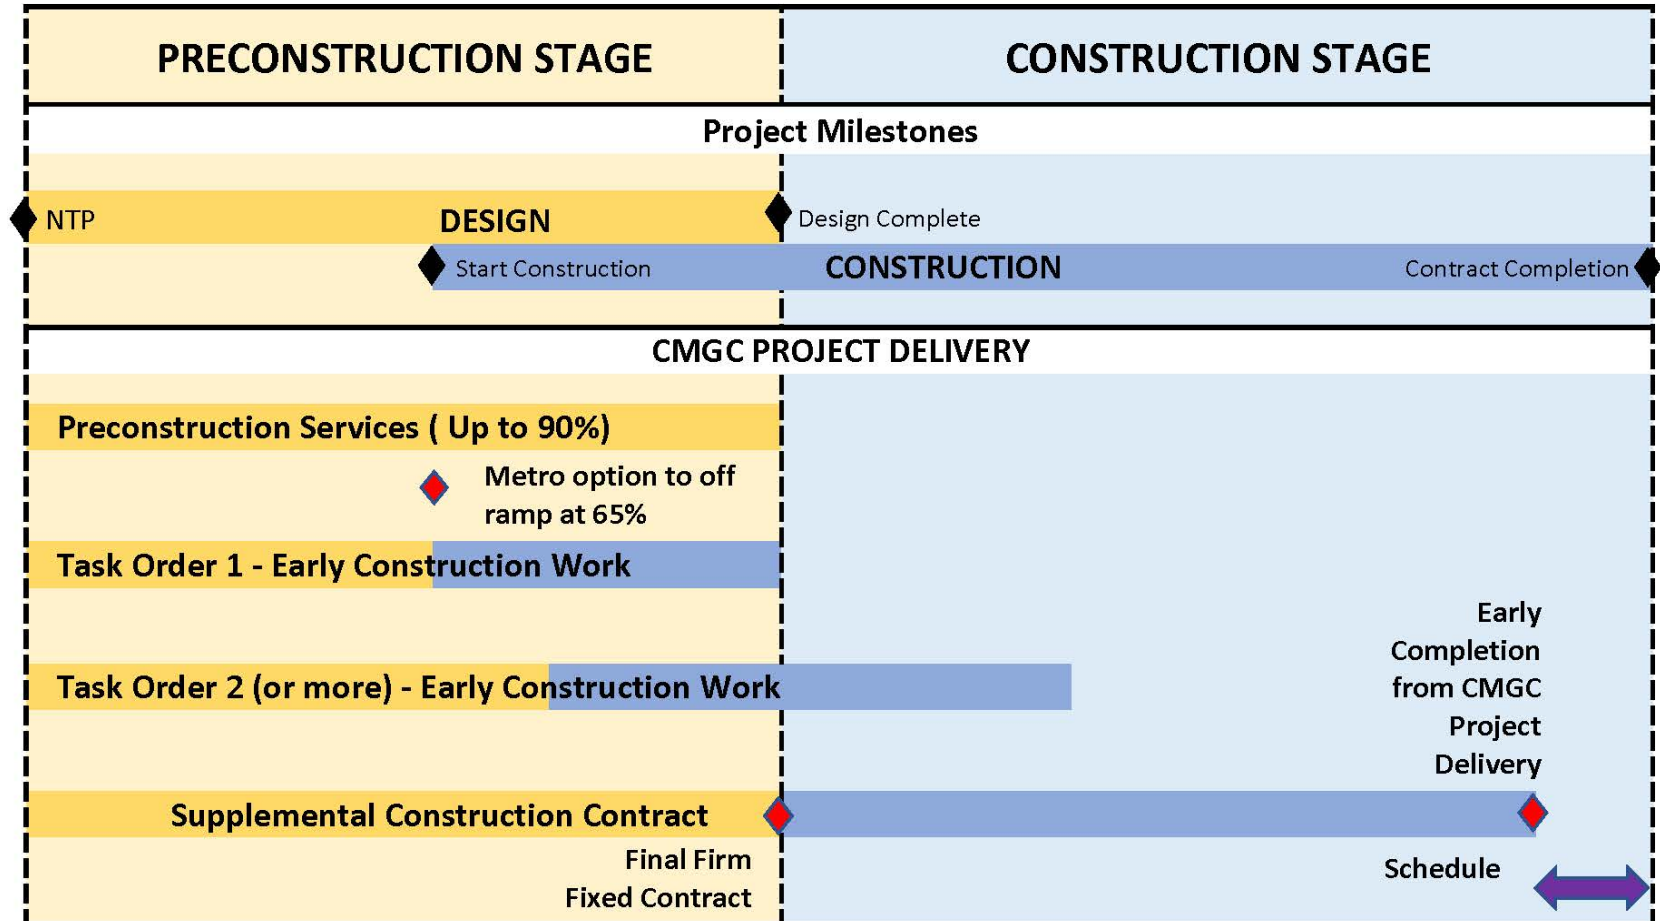 PRECONSTRUCTION STAGE
CONSTRUCTION STAGE
Project Milestones
NTP
DESIGN
Design Complete
Start Construction
CONSTRUCTION
Contract Completion
CMGC PROJECT DELIVERY
Preconstruction Services ( Up to 90%)
Metro option to off
ramp at 65%
Task Order 1 - Early Construction Work
Task Order 2 (or more) - Early Construction Work
Early
Completion
from CMGC
Project
Delivery
Supplemental Construction Contract
Final Firm
Fixed Contract
Schedule